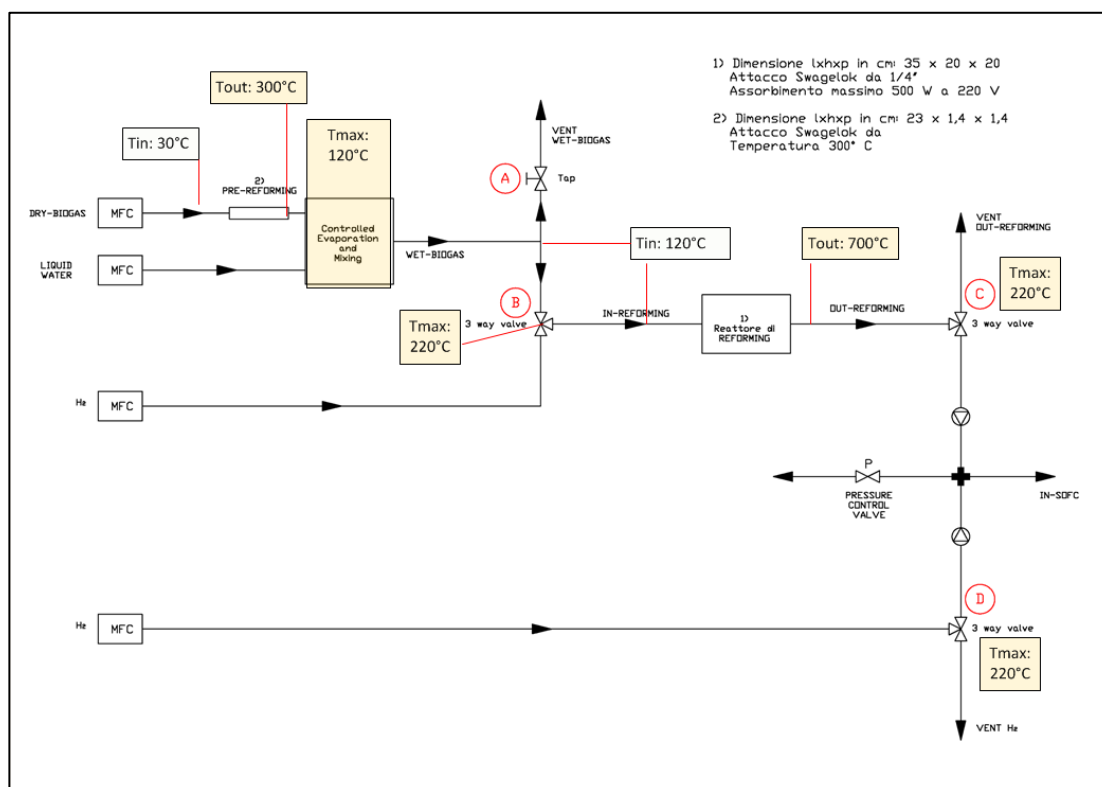 1) Dimensione lxhxp in cm: 35 x 20 x 20
Attacco Swagelok da 1/4"
Assorbimento massimo 500 W a 220 V
2) Dimensione lxhxp in cm: 23 x 1,4 x 1,4
Attacco Swagelok da
Temperatura 300° C
Tout: 300°C
Tin: 30°C
Tmax:
120°C
VENT
WET-BIOGAS
A
Tap
2)
PRE-REFORMING
DRY-BIOGAS
MFC
Controlled
Evaporation
and
Mixing
WET-BIOGAS
LIQUID
WATER
MFC
Tin: 120°C
Tout: 700°C
VENT
OUT-REFORMING
Tmax:
220°C
C
3 way valve
B
3 way valve
Tmax:
220°C
IN-REFORMING
1)
Reattore di
REFORMING
OUT-REFORMING
H2
MFC
P
PRESSURE
CONTROL
VALVE
IN-SOFC
D
H2
MFC
3 way valve
Tmax:
220°C
VENT H2